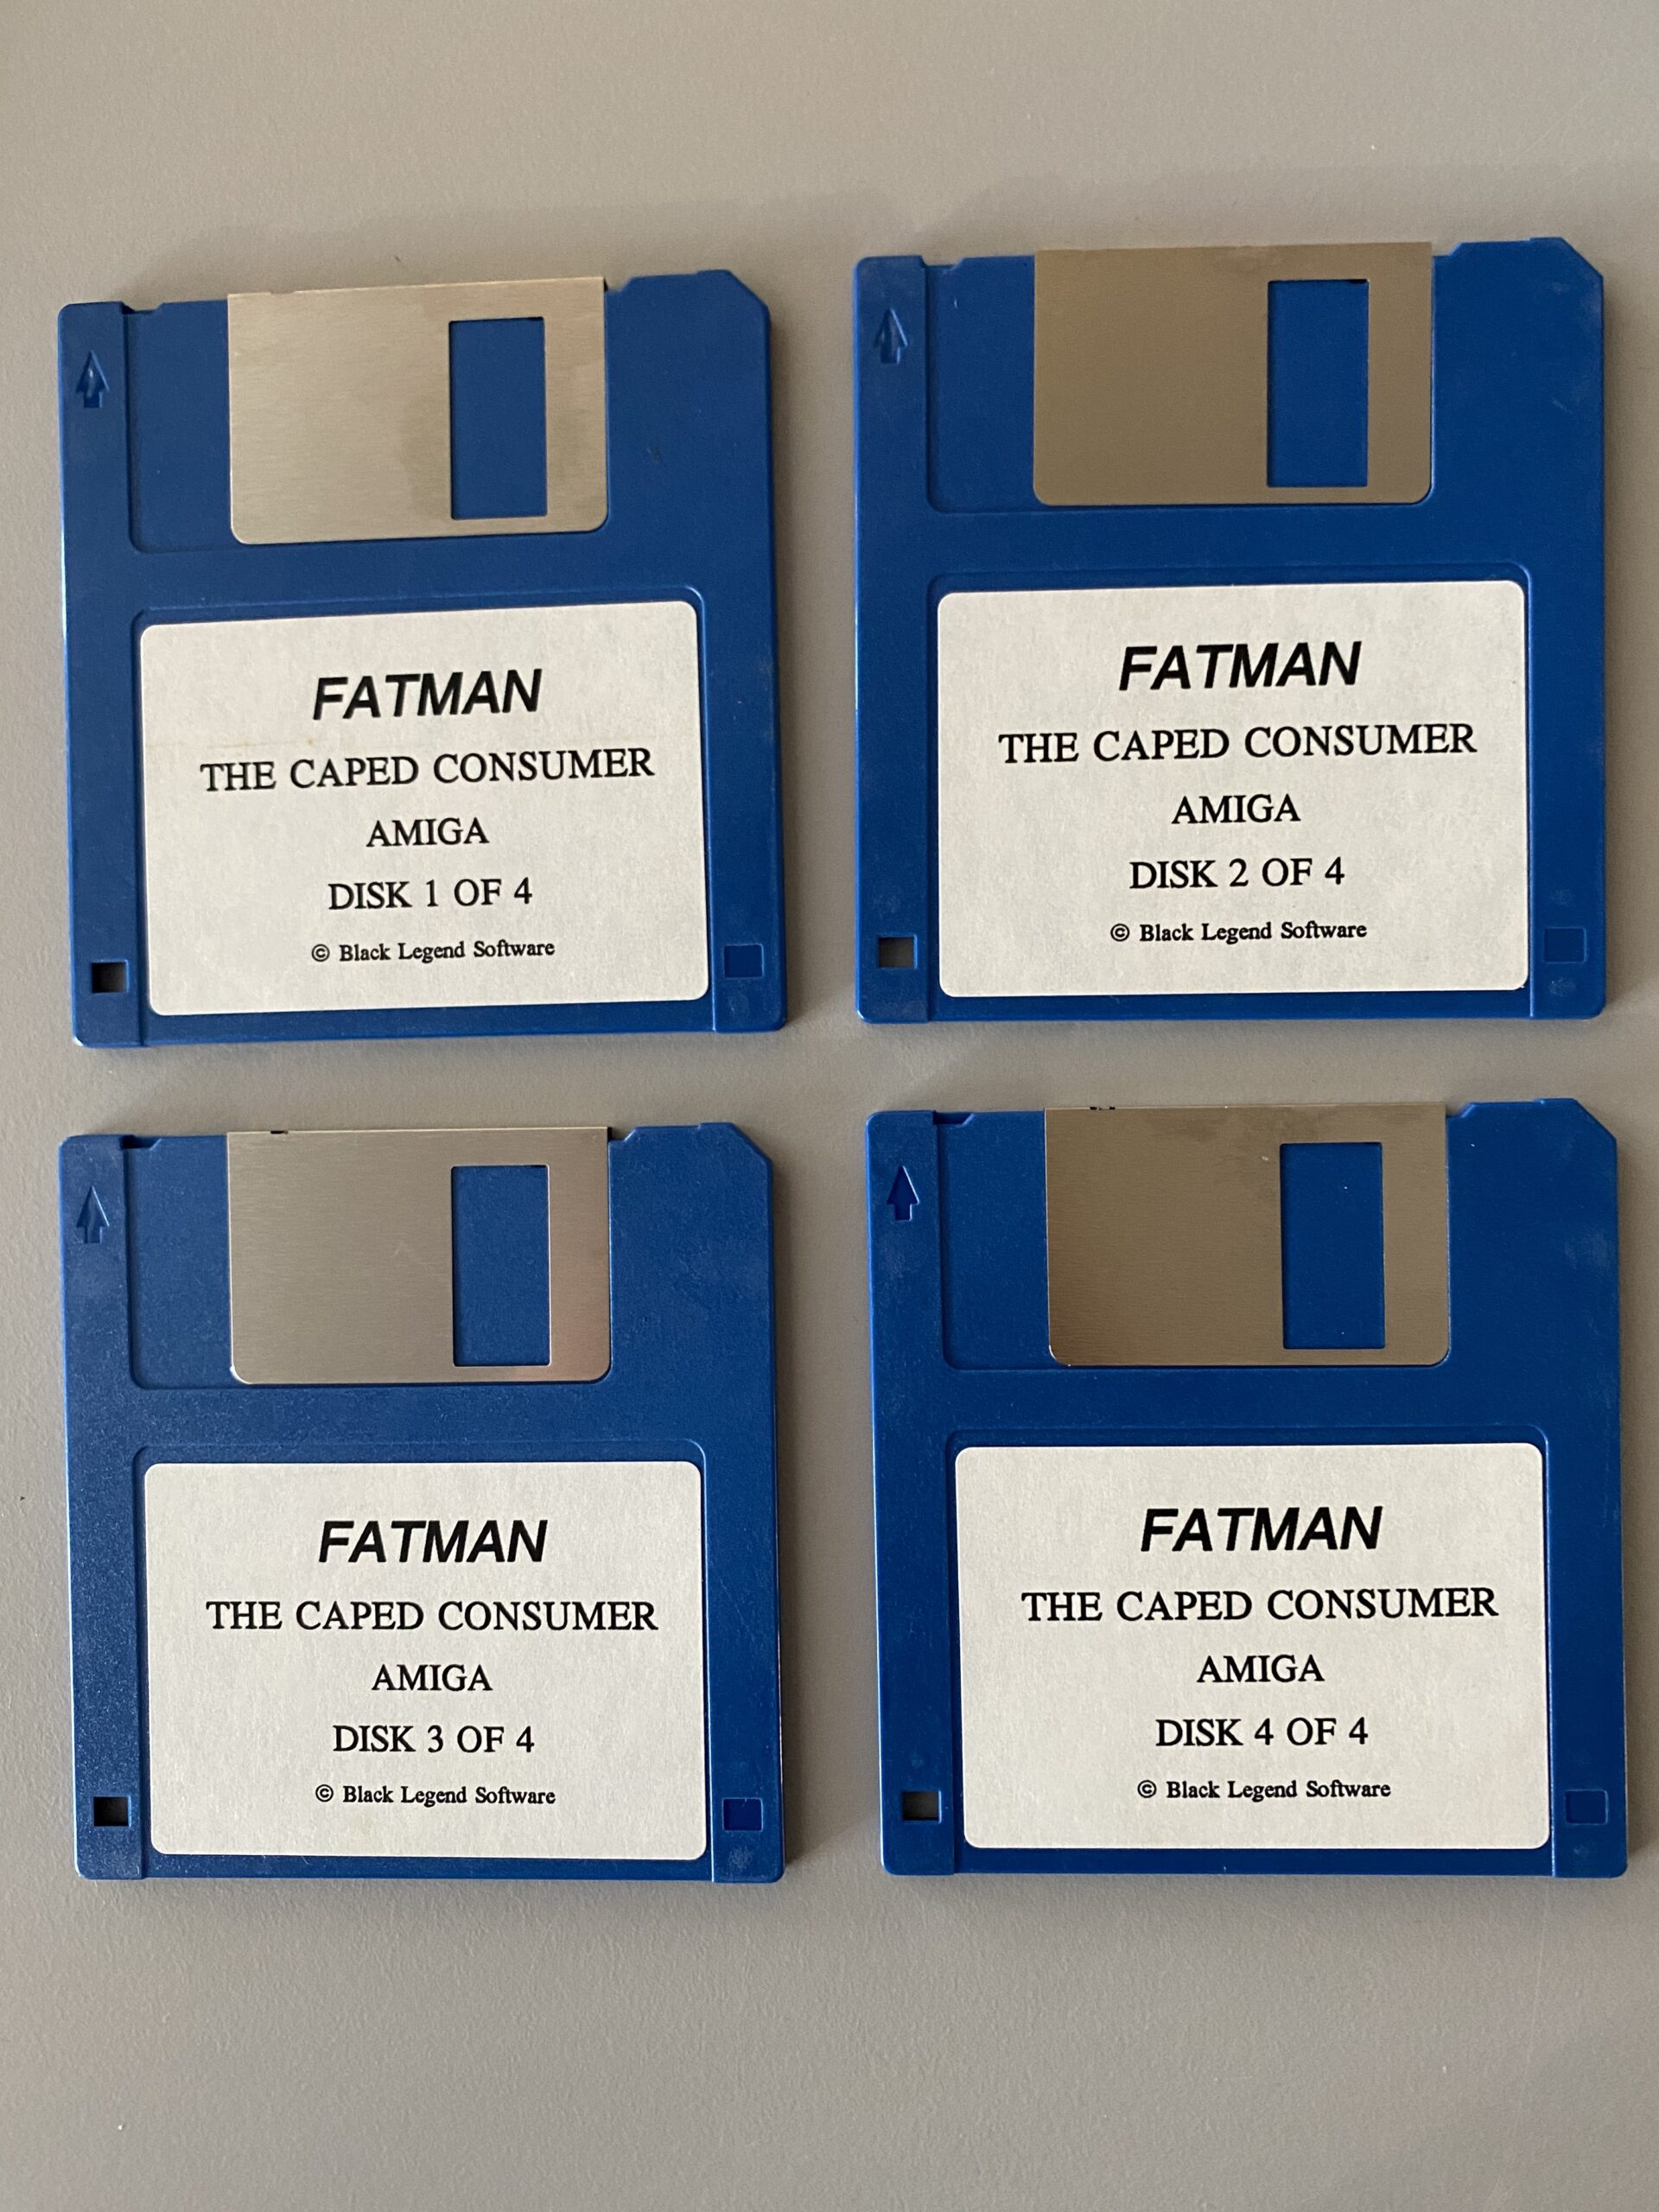 FATMAN
THE CAPED CONSUMER
AMIGA
DISK 1 OF 4
© Black Legend Software
FATMAN
THE CAPED CONSUMER
AMIGA
DISK 2 OF 4
© Black Legend Software
FATMAN
THE CAPED CONSUMER
AMIGA
DISK 3 OF 4
© Black Legend Software
FATMAN
THE CAPED CONSUMER
AMIGA
DISK 4 OF 4
© Black Legend Software